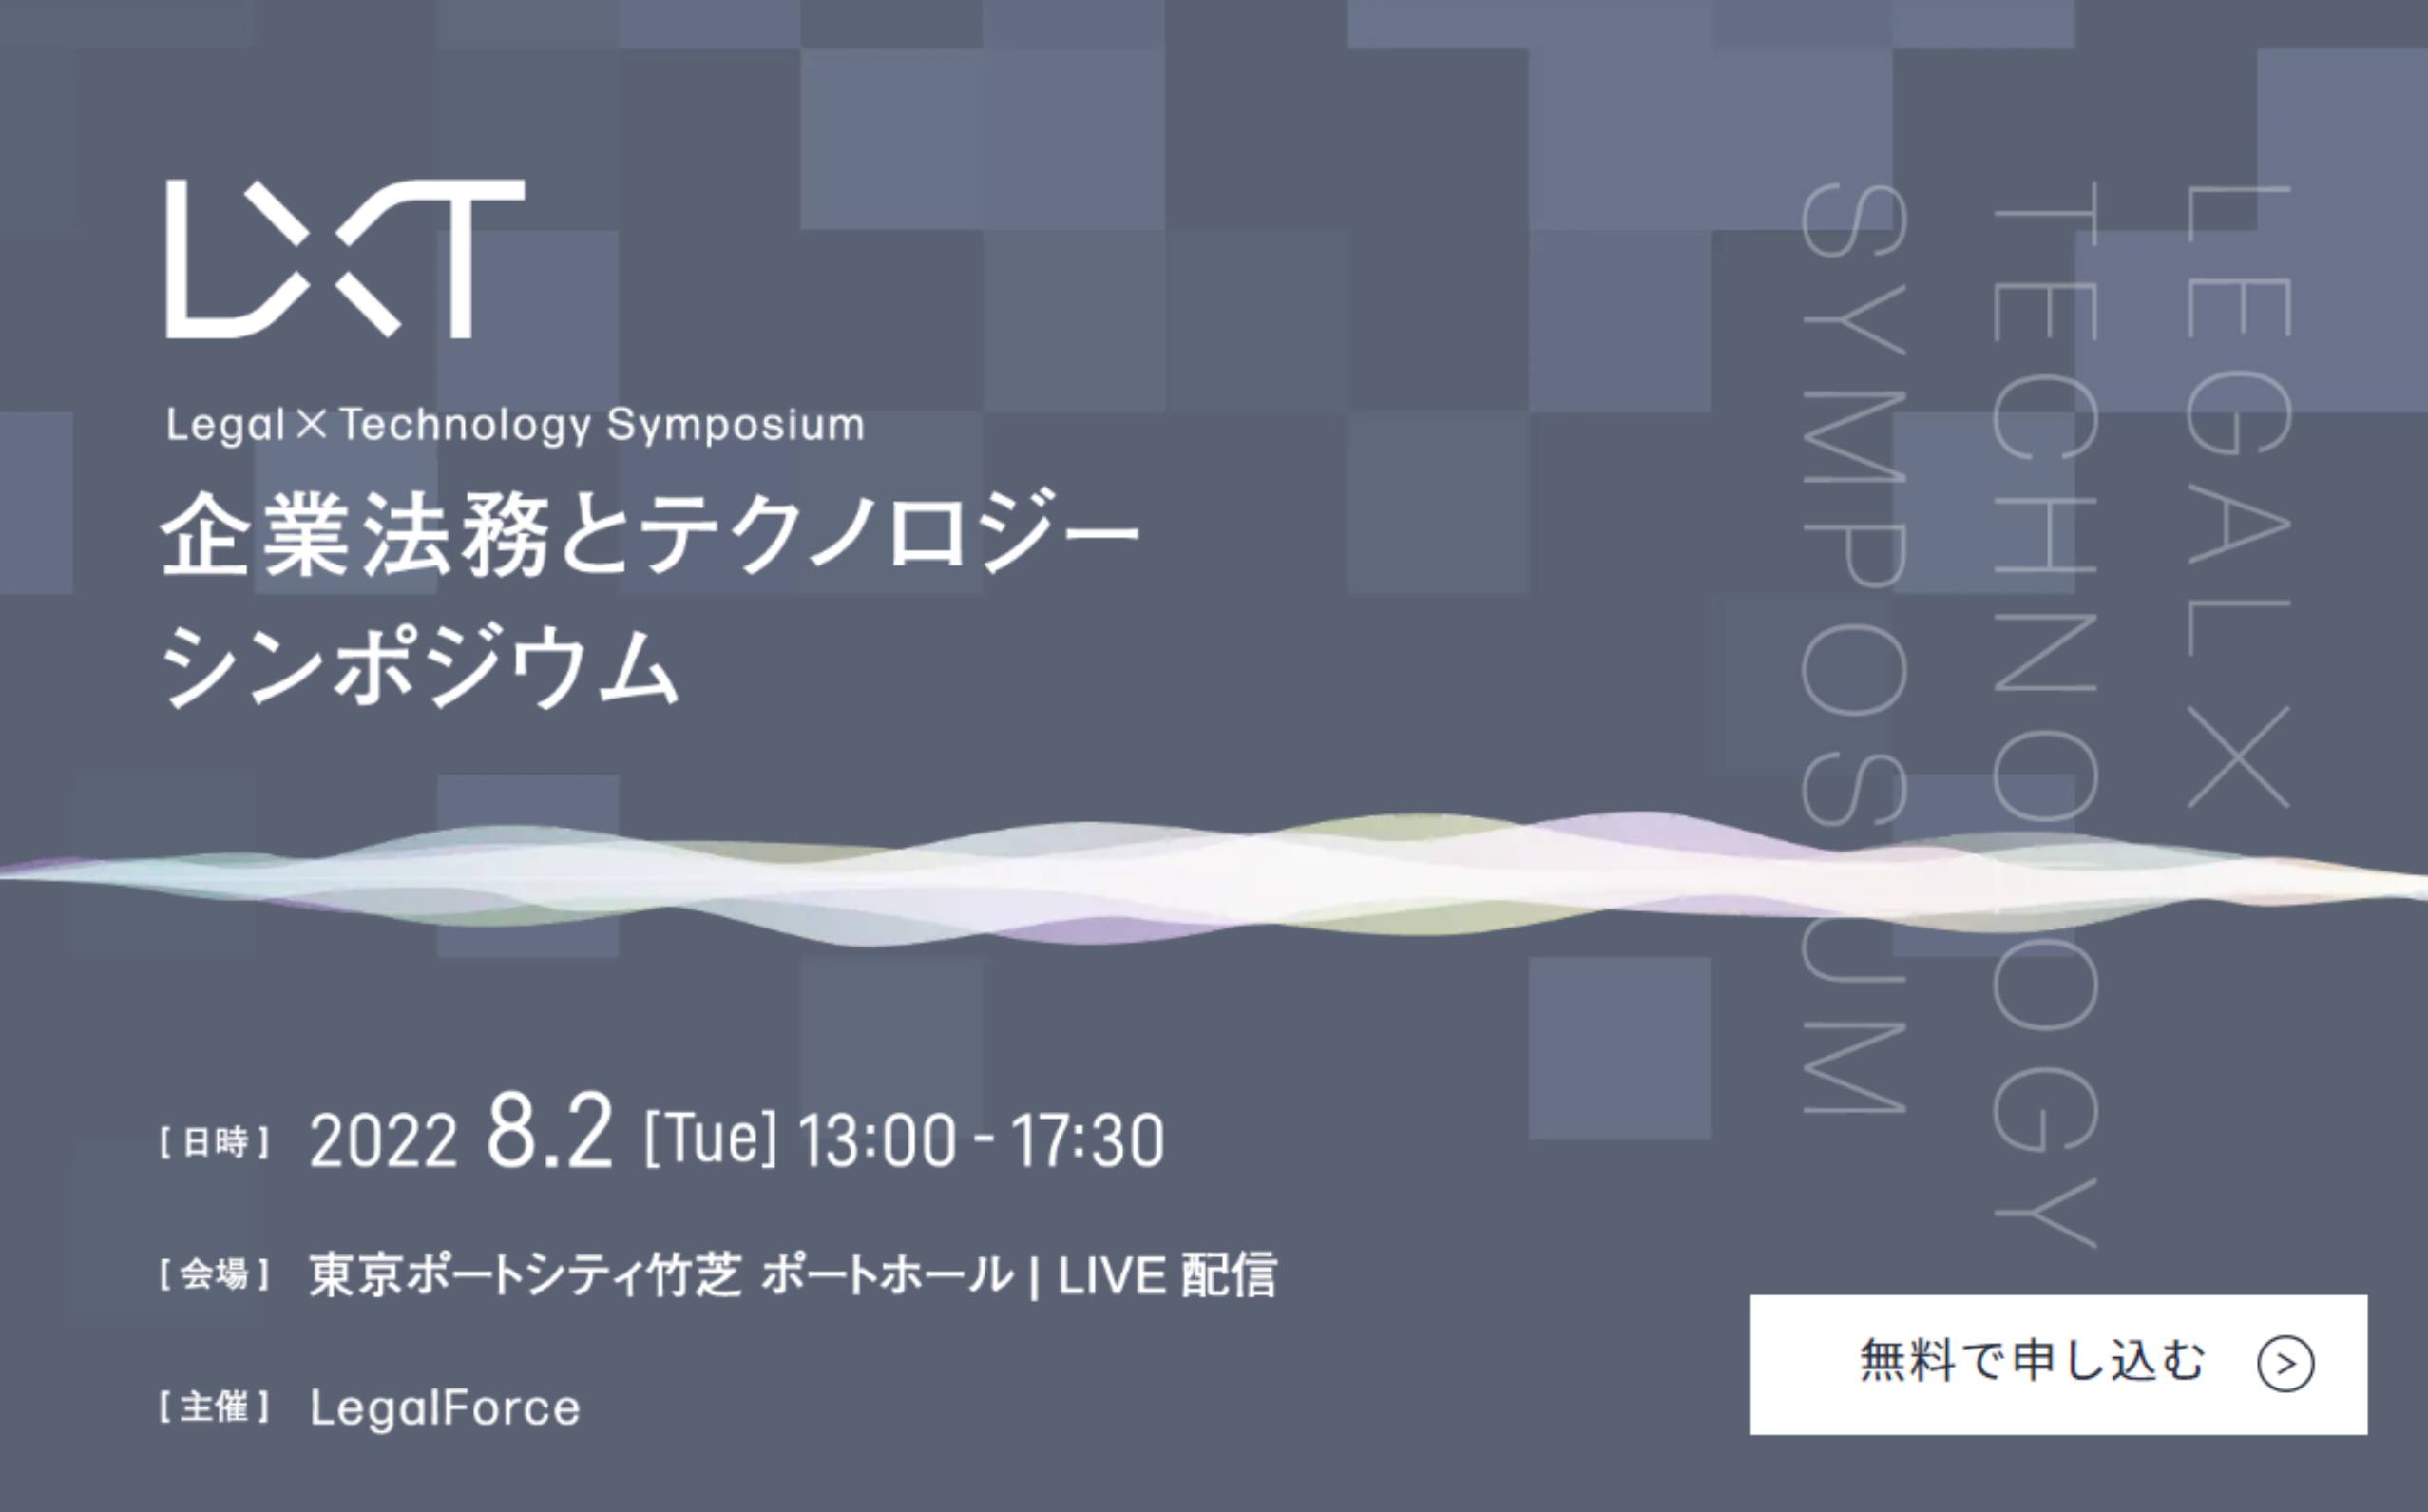 LXT
Legal×Technology Symposium
企業法務とテクノロジー
シンポジウム
[日時] 2022 8.2 [Tue] 13:00 - 17:30
[会場] 東京ポートシティ竹芝 ポートホール | LIVE 配信
[主催] LegalForce
LEGAL×
TECHNOLOGY
SYMPOSIUM
無料で申し込む